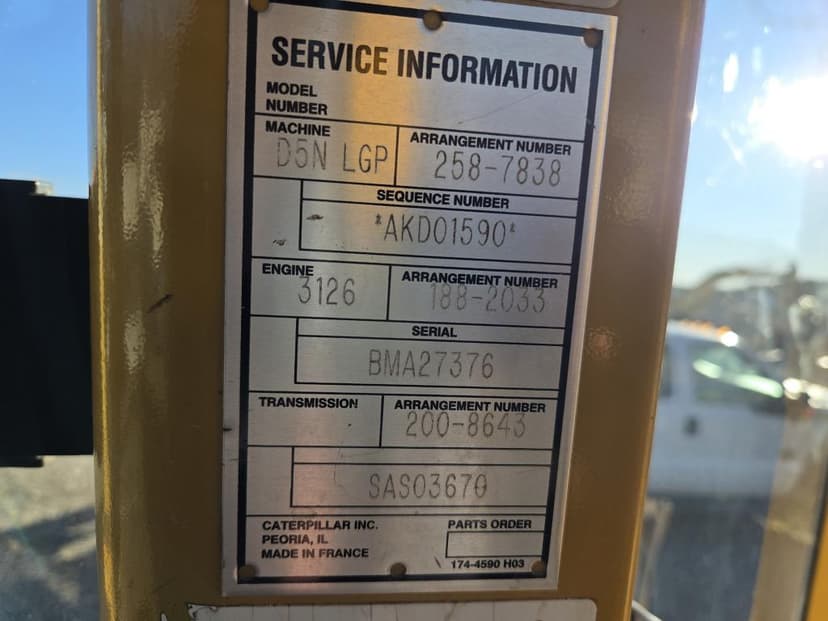 SERVICE INFORMATION
MODEL
NUMBER
MACHINE
D5N LGP
ARRANGEMENT NUMBER
258-7838
SEQUENCE NUMBER
*AKD01590*
ENGINE
3126
ARRANGEMENT NUMBER
188-2033
SERIAL
BMA27376
TRANSMISSION
ARRANGEMENT NUMBER
200-8643
SAS03670
CATERPILLAR INC.
PEORIA, IL
MADE IN FRANCE
PARTS ORDER
174-4590 H03